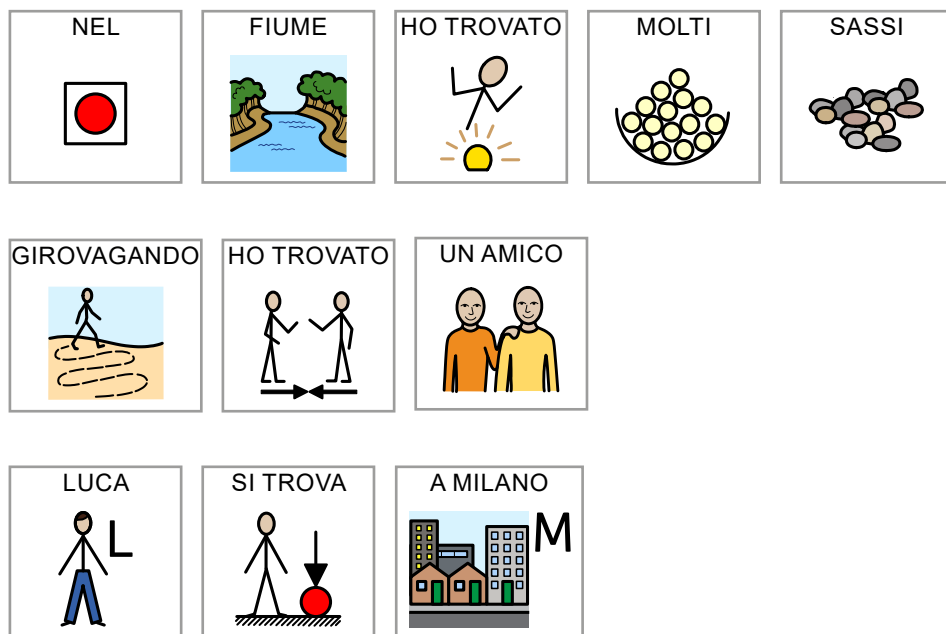 NEL FIUME HO TROVATO MOLTI SASSI
GIROVAGANDO HO TROVATO UN AMICO
LUCA SI TROVA A MILANO
L M